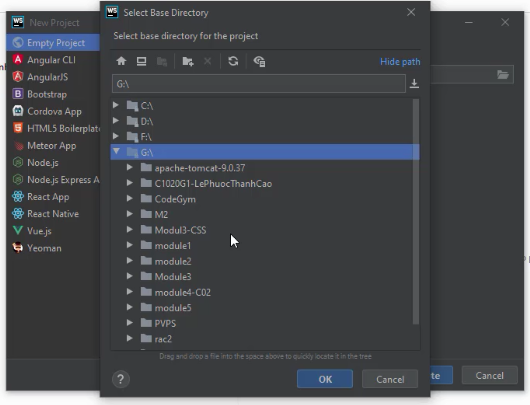 New Project
Empty Project
Angular CLI
AngularJS
Bootstrap
Cordova App
HTML5 Boilerplat
Meteor App
Node.js
Node.js Express A
React App
React Native
Vue.js
Yeoman
Select Base Directory
Select base directory for the project
Hide path
G:\
C:\
D:\
F:\
G:\
apache-tomcat-9.0.37
C1020G1-LePhuocThanhCao
CodeGym
M2
Modul3-CSS
module1
module2
Module3
module4-C02
module5
PVPS
rac2
Drag and drop a file into the space above to quickly locate it in the tree
?
OK
Cancel
te
Cancel